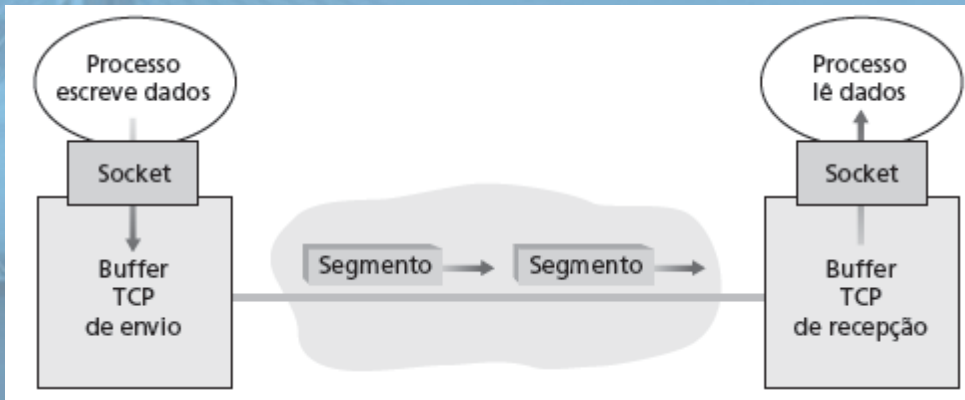 Processo
escreve dados
Socket
Buffer
TCP
de envio
Segmento
Segmento
Processo
lê dados
Socket
Buffer
TCP
de recepção